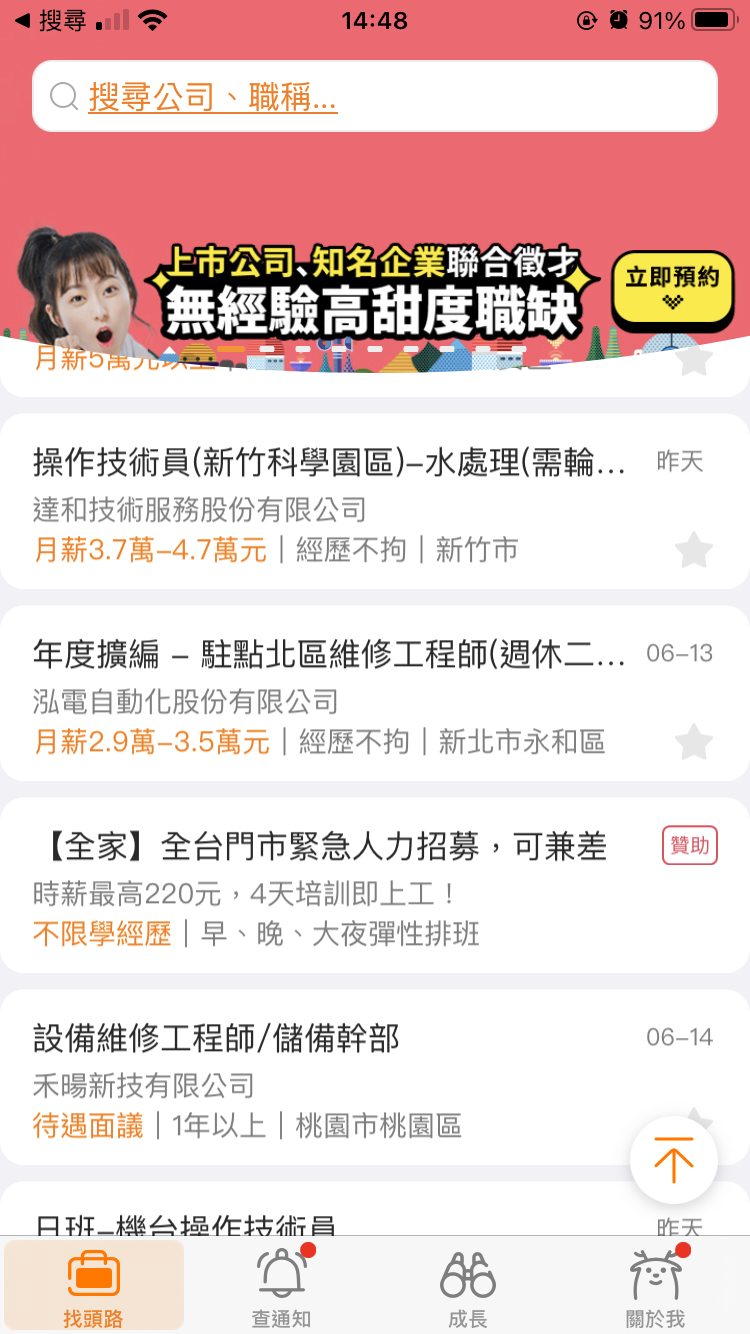 ◀ 搜尋
14:48
91%
搜尋公司、職稱...
上市公司、知名企業聯合徵才
無經驗高甜度職缺
立即預約
月薪5萬元以上
操作技術員(新竹科學園區)–水處理(需輪...
昨天
達和技術服務股份有限公司
月薪3.7萬–4.7萬元｜經歷不拘｜新竹市
年度擴編 – 駐點北區維修工程師(週休二...
06–13
泓電自動化股份有限公司
月薪2.9萬–3.5萬元｜經歷不拘｜新北市永和區
【全家】全台門市緊急人力招募，可兼差
贊助
時薪最高220元，4天培訓即上工！
不限學經歷｜早、晚、大夜彈性排班
設備維修工程師/儲備幹部
06–14
禾暘新技有限公司
待遇面議｜1年以上｜桃園市桃園區
日班–機台操作技術員
昨天
找頭路
查通知
成長
關於我